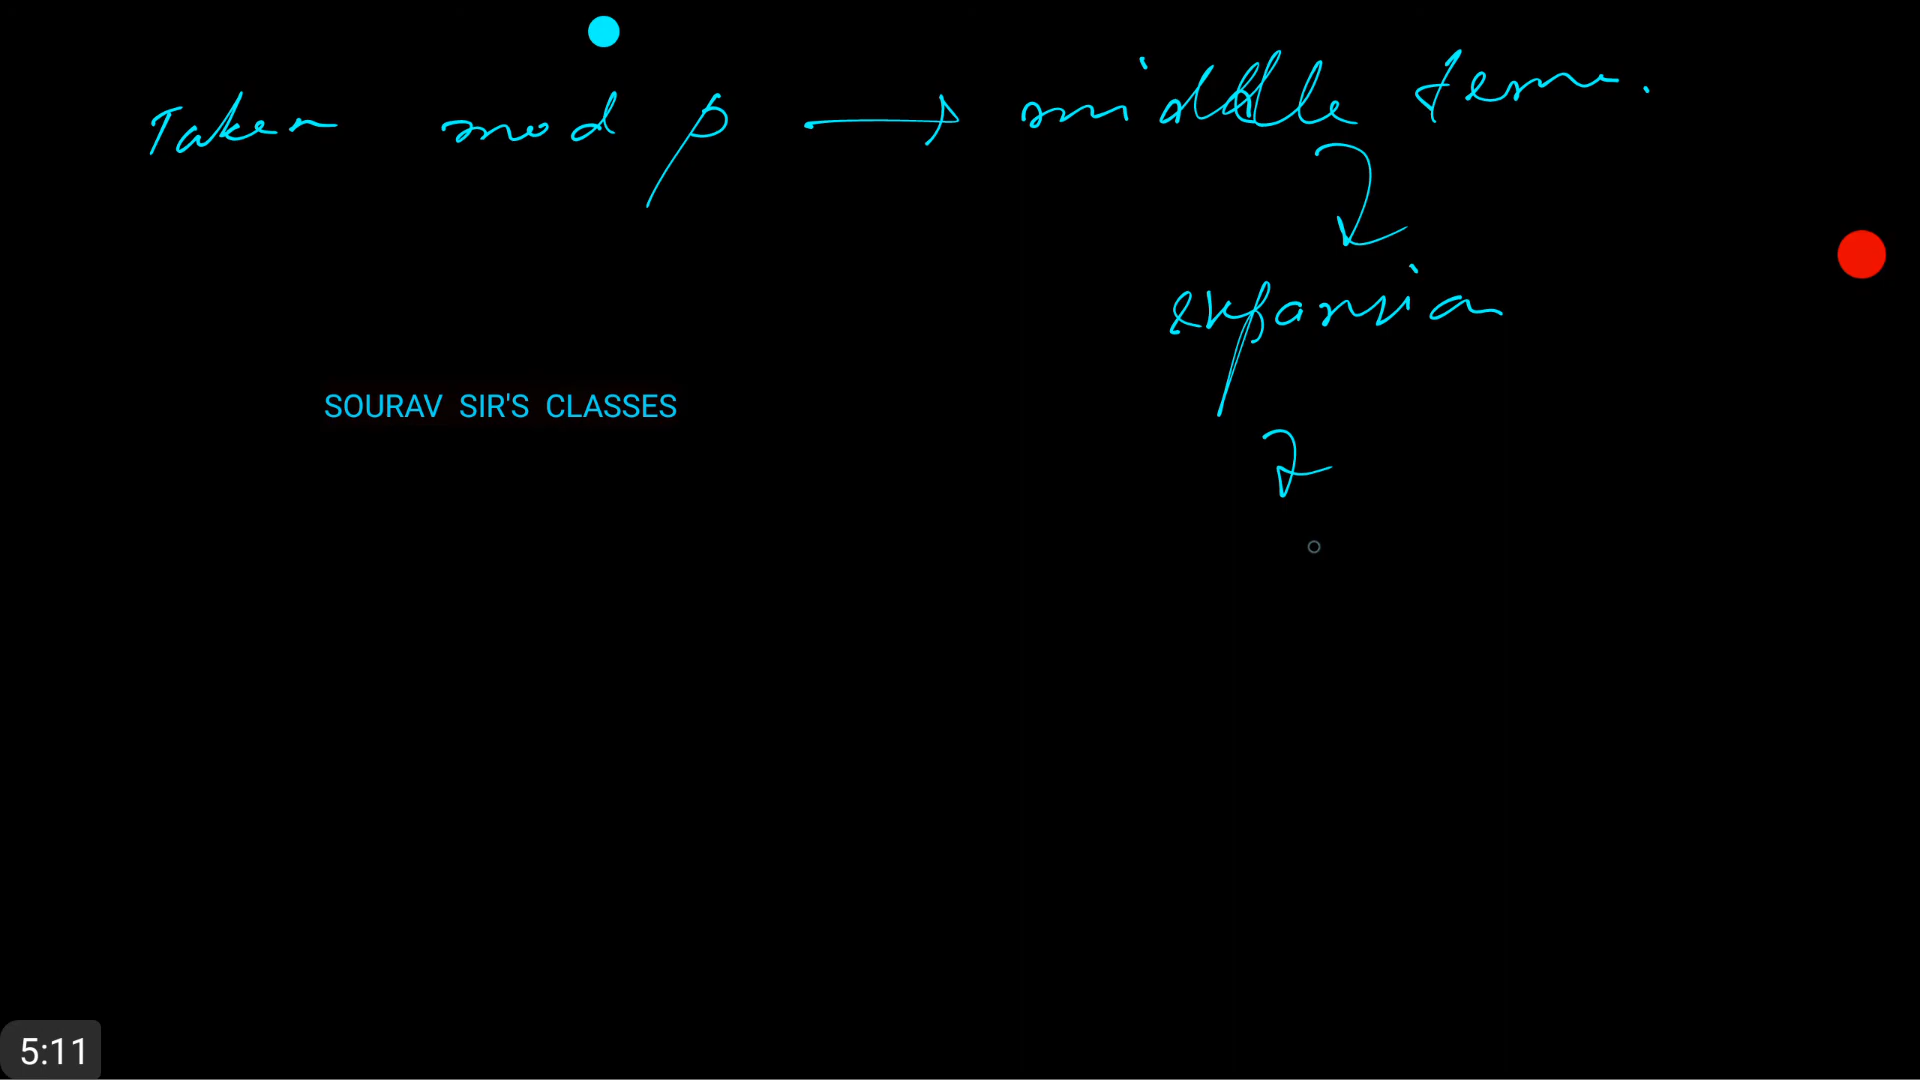 Taken mod p → middle term.
expansion
SOURAV SIR'S CLASSES
5:11